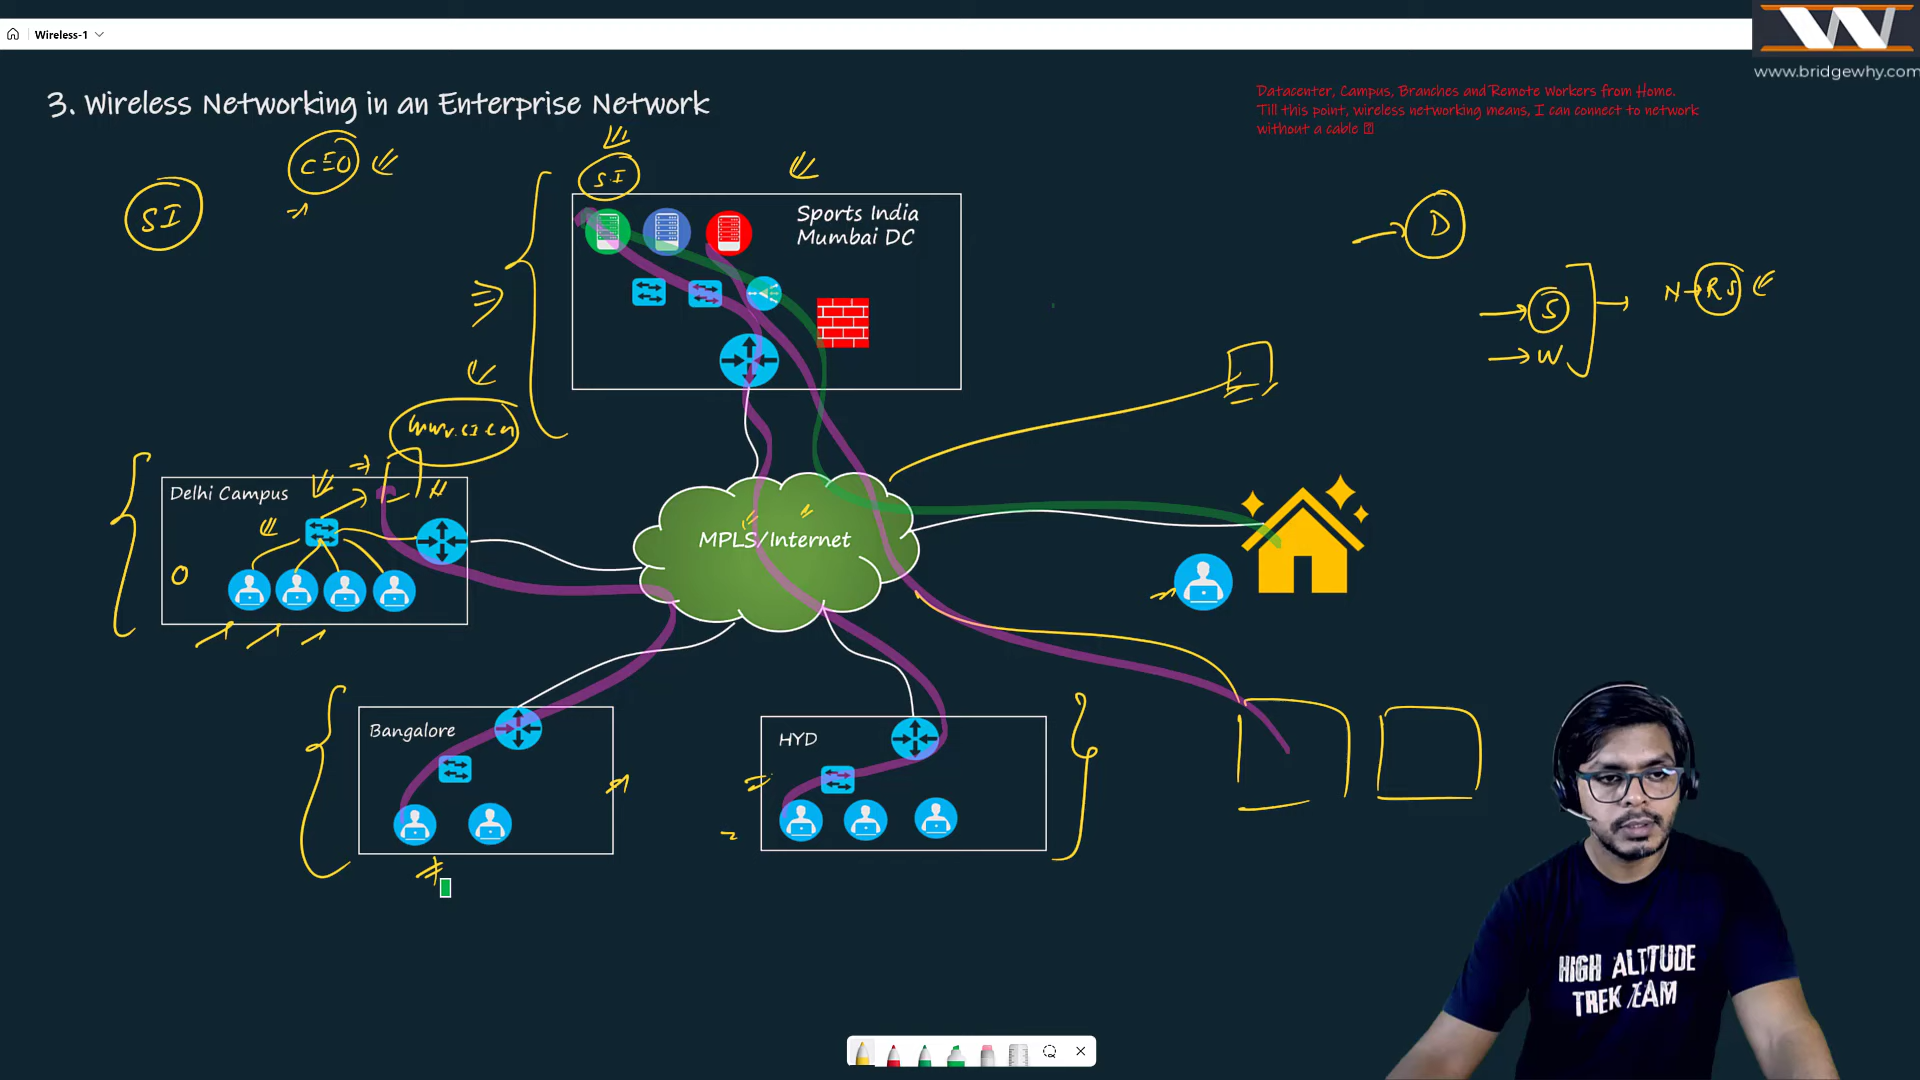 Wireless-1
www.bridgewhy.com
3. Wireless Networking in an Enterprise Network
Datacenter, Campus, Branches and Remote Workers from Home.
Till this point, wireless networking means, I can connect to network
without a cable
CIO
SI
SI
Sports India
Mumbai DC
D
S
N RS
W
Delhi Campus
MPLS/Internet
Bangalore
HYD
HIGH ALTITUDE
TREK TEAM